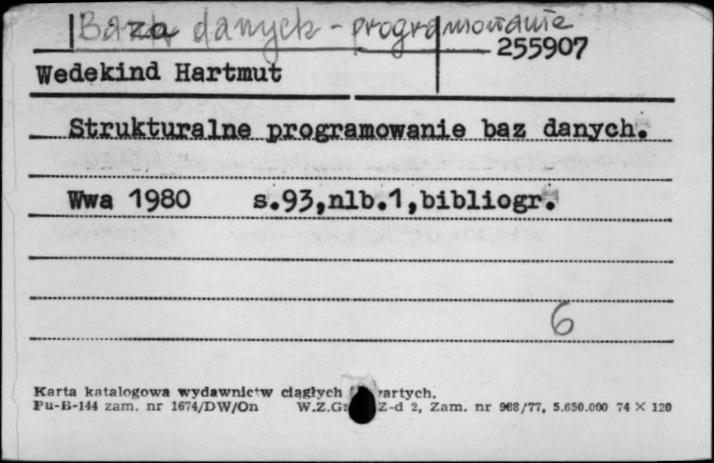 Baza danych - programowanie
255907
Wedekind Hartmut
Strukturalne programowanie baz danych.
Wwa 1980 s.93,nlb.1,bibliogr.
6
Karta katalogowa wydawnictw ciągłych
Pu-B-144 zam. nr 1674/DW/On W.Z.Gr Z-d 2, Zam. nr 968/77, 5.650.000 74 × 120